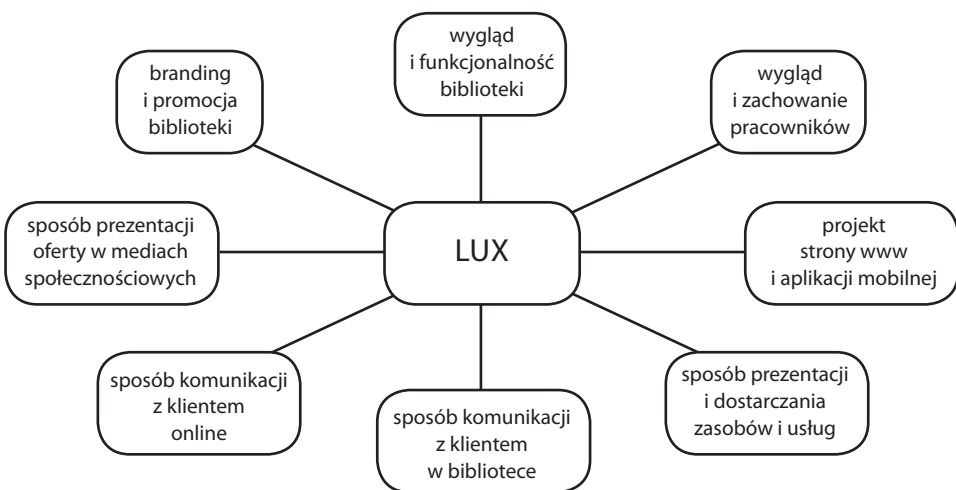 wygląd
i funkcjonalność
biblioteki
branding
i promocja
biblioteki
wygląd
i zachowanie
pracowników
sposób prezentacji
oferty w mediach
społecznościowych
LUX
projekt
strony www
i aplikacji mobilnej
sposób komunikacji
z klientem
online
sposób komunikacji
z klientem
w bibliotece
sposób prezentacji
i dostarczania
zasobów i usług